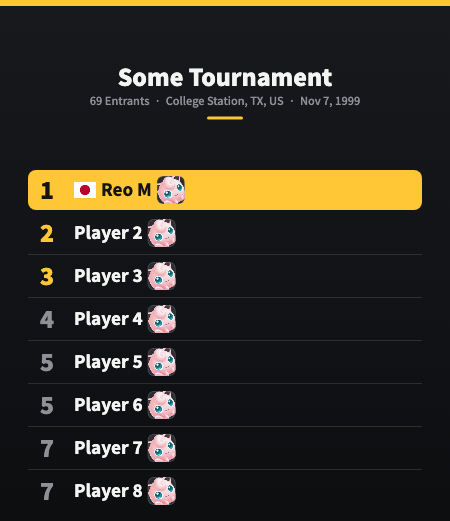 Some Tournament
69 Entrants · College Station, TX, US · Nov 7, 1999
1 Reo M
2 Player 2
3 Player 3
4 Player 4
5 Player 5
5 Player 6
7 Player 7
7 Player 8